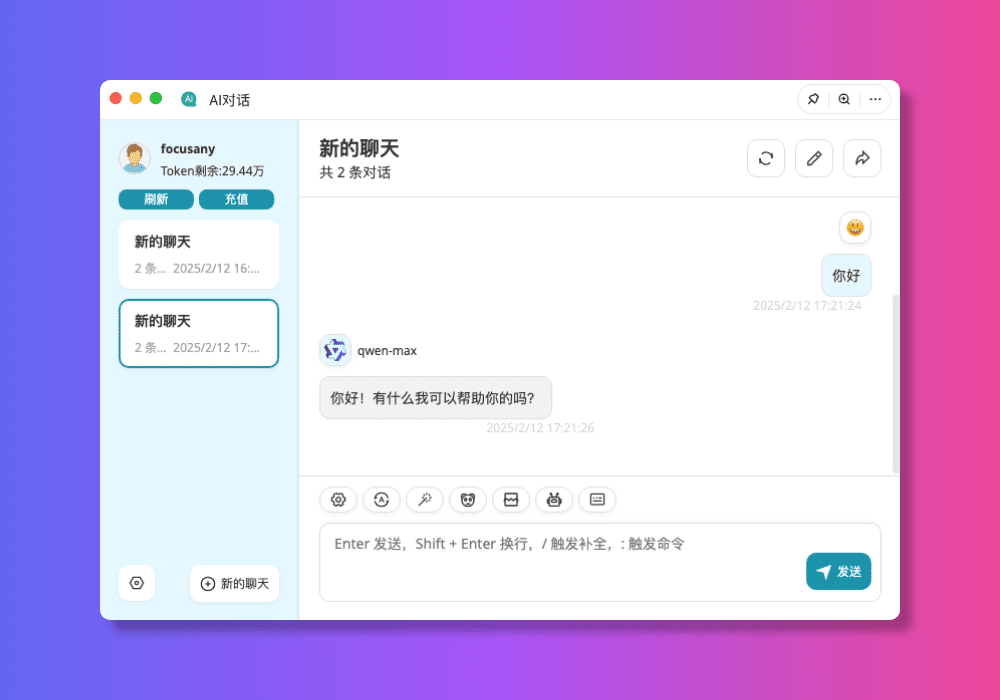 AI对话
focusany
Token剩余:29.44万
刷新 充值
新的聊天
2 条... 2025/2/12 16:...
新的聊天
2 条... 2025/2/12 17:...
新的聊天
新的聊天
共 2 条对话
你好
2025/2/12 17:21:24
qwen-max
你好！有什么我可以帮助你的吗?
2025/2/12 17:21:26
Enter 发送，Shift + Enter 换行，/ 触发补全，: 触发命令
发送